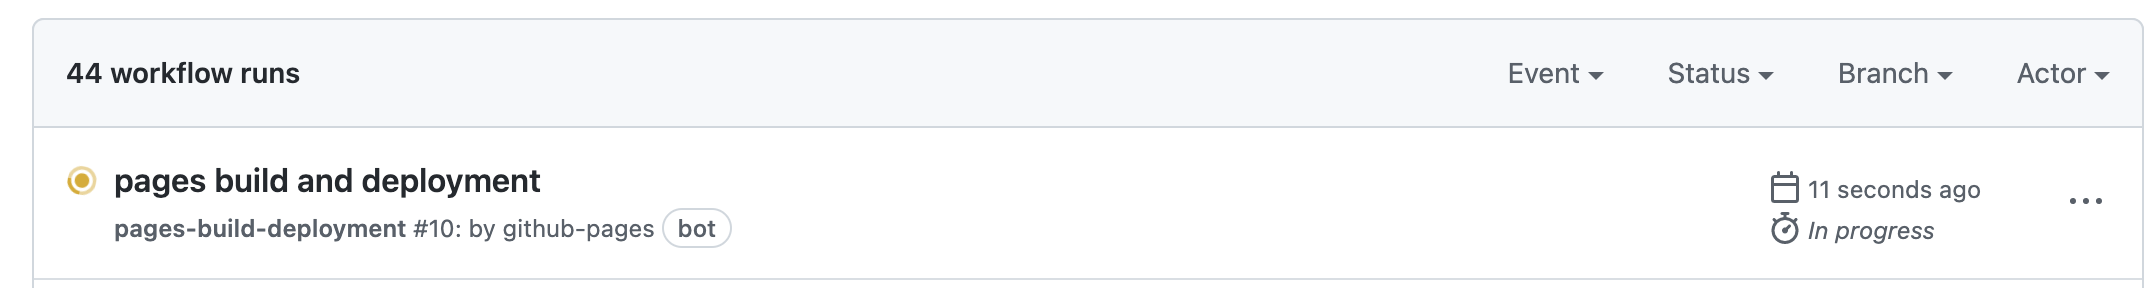 44 workflow runs
Event Status Branch Actor
pages build and deployment
pages-build-deployment #10: by github-pages bot
11 seconds ago
In progress